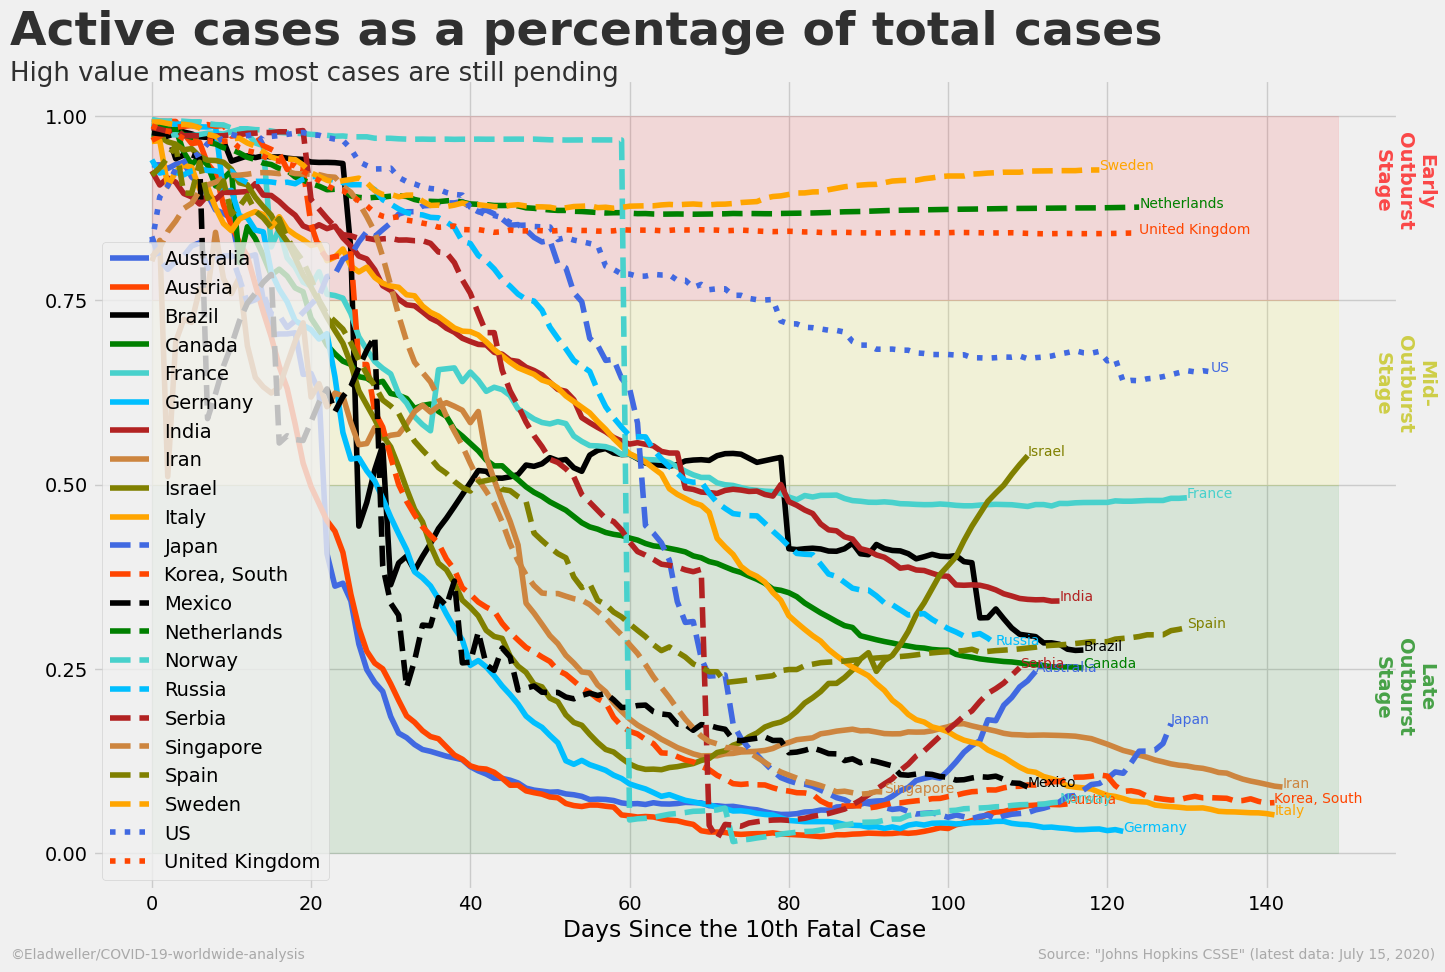 Active cases as a percentage of total cases
High value means most cases are still pending
1.00
0.75
0.50
0.25
0.00
Early
Outburst
Stage
Mid-
Outburst
Stage
Late
Outburst
Stage
Australia
Austria
Brazil
Canada
France
Germany
India
Iran
Israel
Italy
Japan
Korea, South
Mexico
Netherlands
Norway
Russia
Serbia
Singapore
Spain
Sweden
US
United Kingdom
Sweden
Netherlands
United Kingdom
US
Israel
France
India
Spain
Russia
Brazil
Serbia
Canada
Australia
Japan
Mexico
Singapore
Iran
Korea, South
Norway
Austria
Italy
Germany
0
20
40
60
80
100
120
140
Days Since the 10th Fatal Case
©Eladweller/COVID-19-worldwide-analysis
Source: "Johns Hopkins CSSE" (latest data: July 15, 2020)